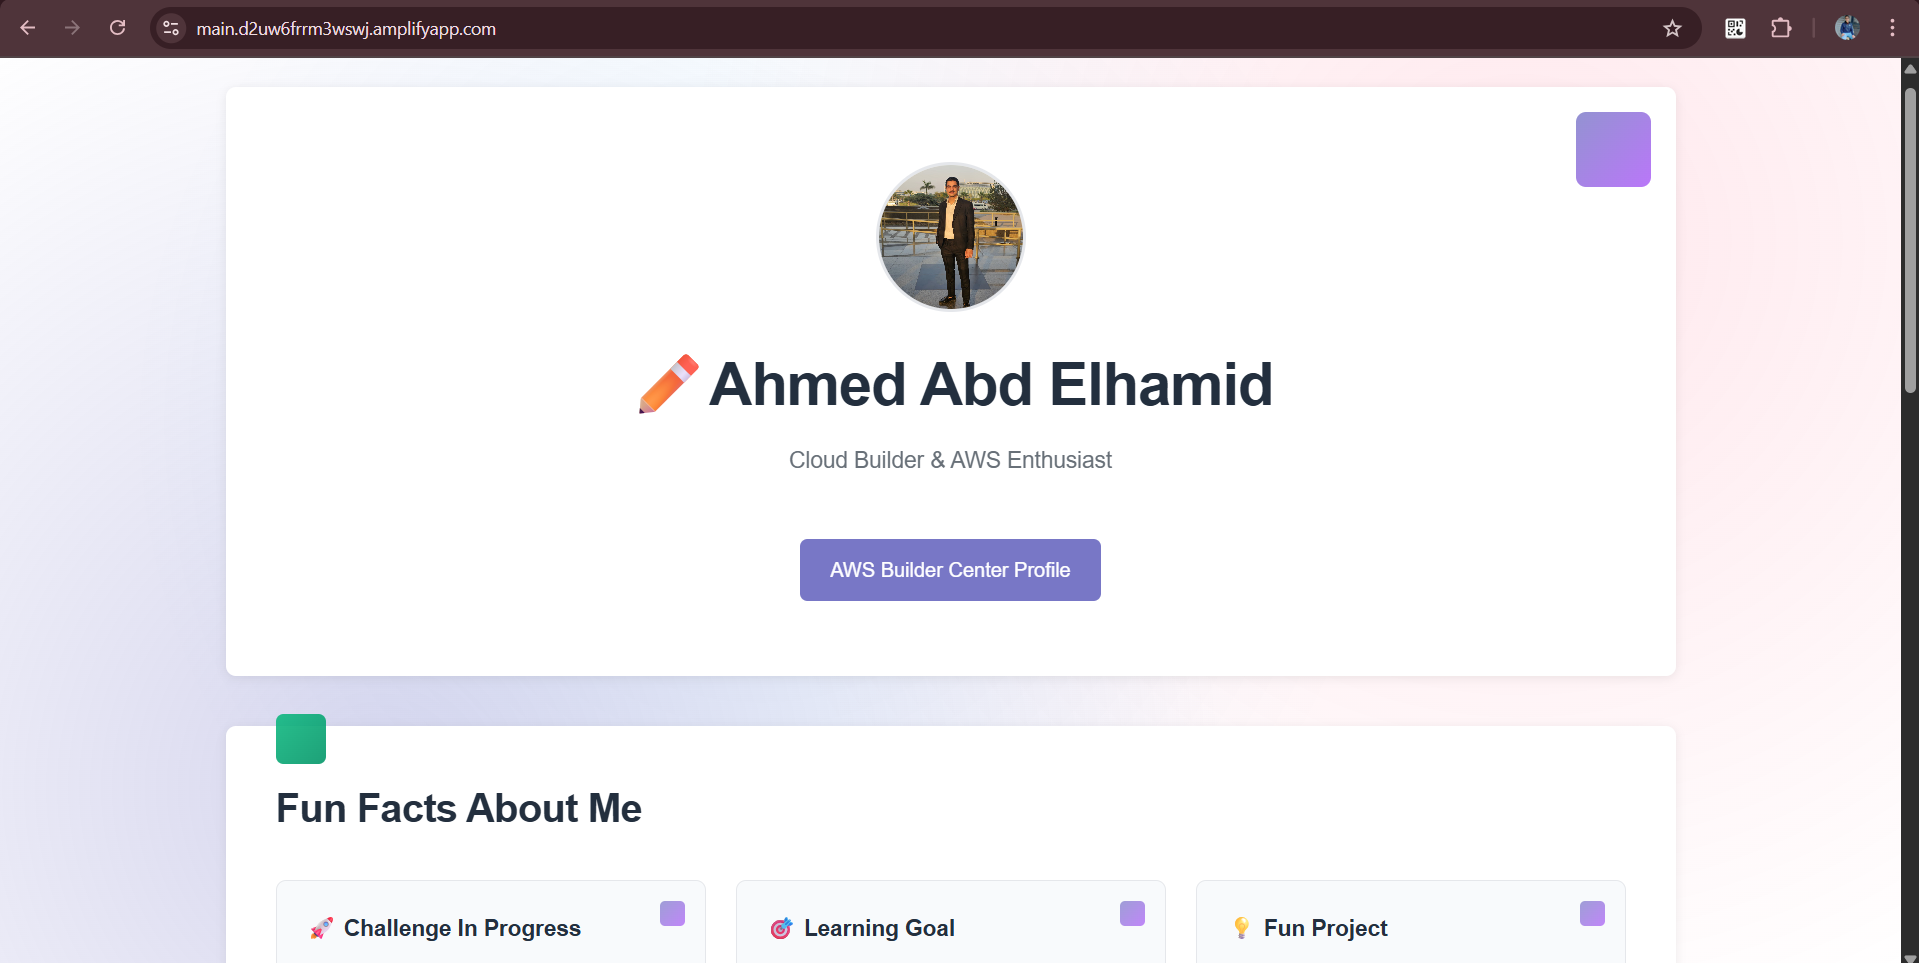 main.d2uw6frrm3wswj.amplifyapp.com
Ahmed Abd Elhamid
Cloud Builder & AWS Enthusiast
AWS Builder Center Profile
Fun Facts About Me
Challenge In Progress
Learning Goal
Fun Project